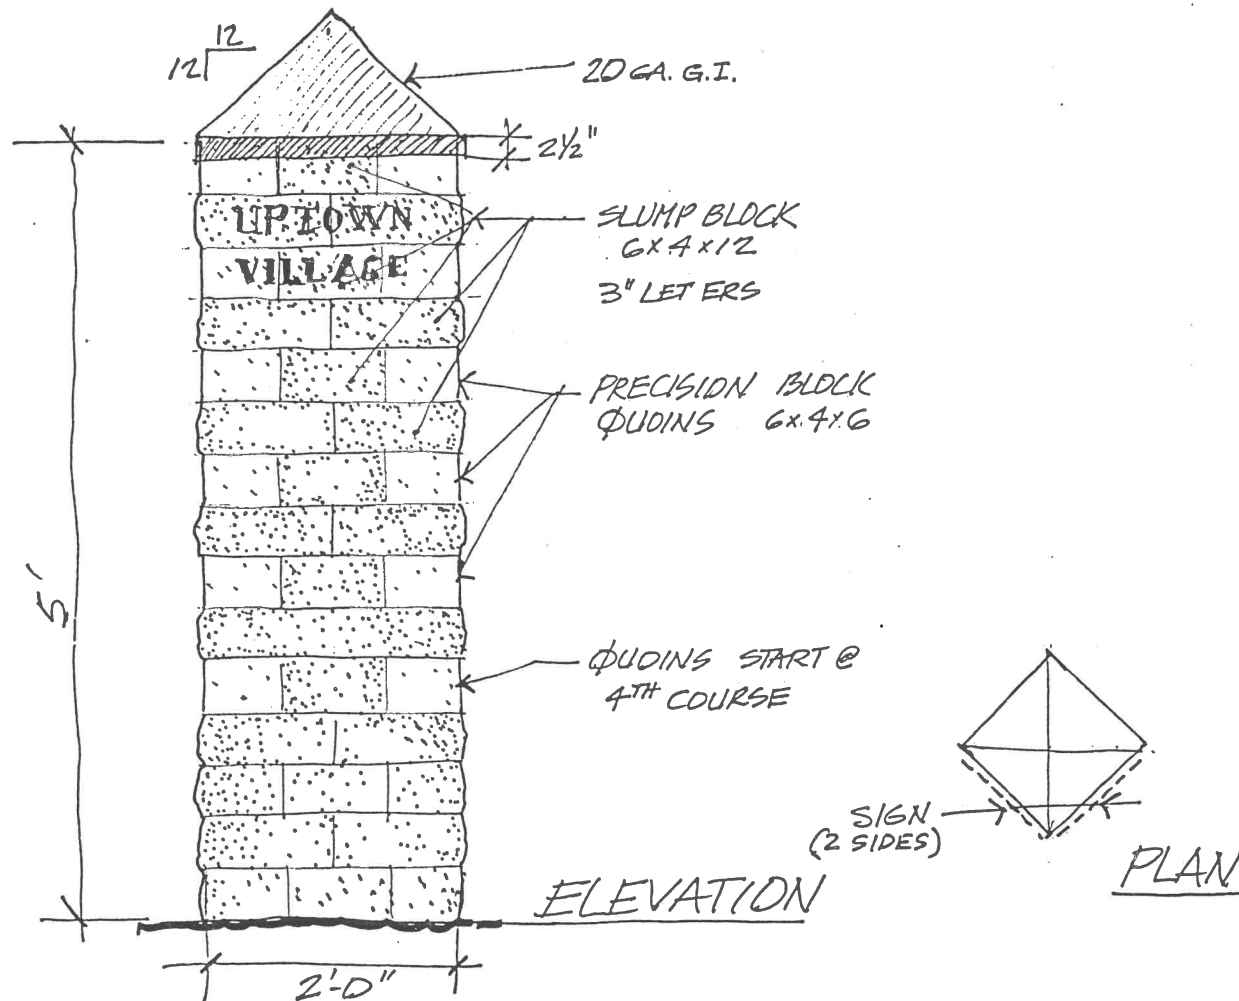 12
12
20 GA. G.I.
2½"
UPTOWN
VILLAGE
SLUMP BLOCK
6x4x12
3" LET ERS
PRECISION BLOCK
QUOINS 6x4x6
5'
QUOINS START @
4TH COURSE
SIGN
(2 SIDES)
PLAN
ELEVATION
2'-0"